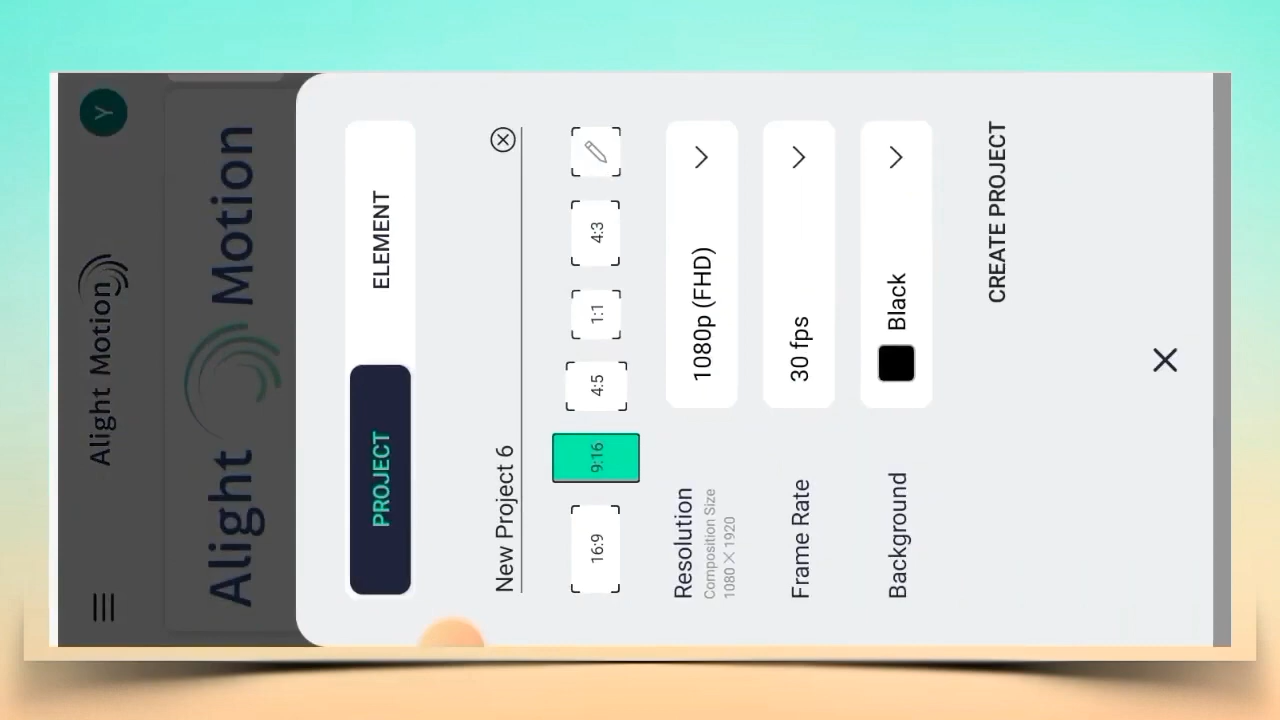 Alight Motion
Y
Alight Motion
PROJECT
ELEMENT
New Project 6
16:9
9:16
4:5
1:1
4:3
Resolution
Composition Size
1080 × 1920
1080p (FHD)
Frame Rate
30 fps
Background
Black
CREATE PROJECT